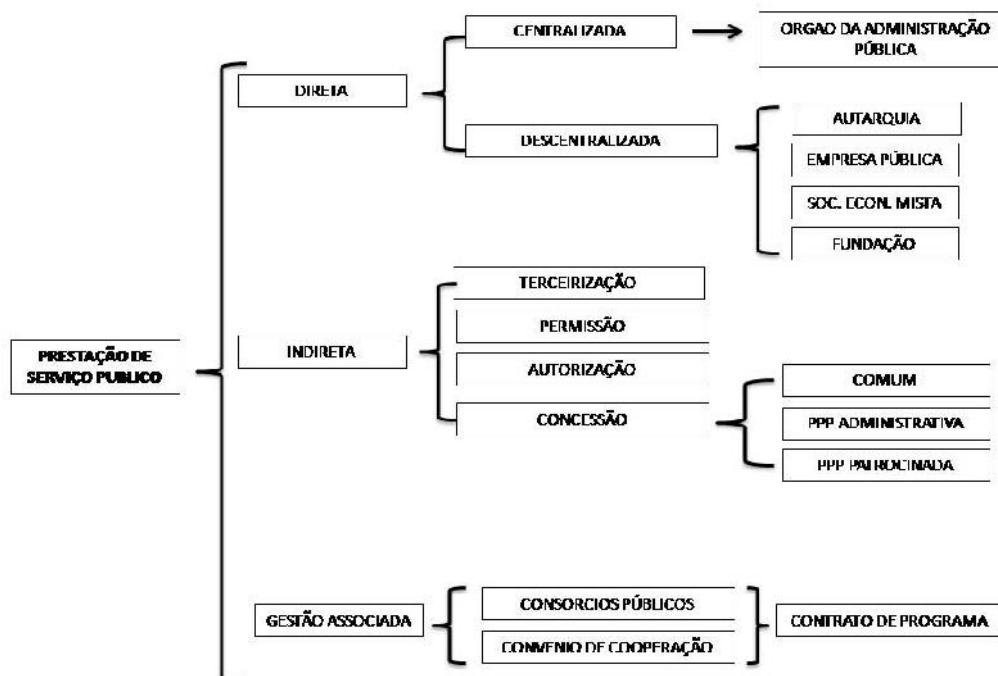 CENTRALIZADA
ORGAO DA ADMINISTRAÇÃO
PÚBLICA
DIRETA
DESCENTRALIZADA
AUTARQUIA
EMPRESA PÚBLICA
SOC. ECON. MISTA
FUNDAÇÃO
TERCEIRIZAÇÃO
PERMISSÃO
INDIRETA
AUTORIZAÇÃO
CONCESSÃO
PRESTAÇÃO DE
SERVIÇO PUBLICO
COMUM
PPP ADMINISTRATIVA
PPP PATROCINADA
GESTÃO ASSOCIADA
CONSORCIOS PÚBLICOS
CONVENIO DE COOPERAÇÃO
CONTRATO DE PROGRAMA